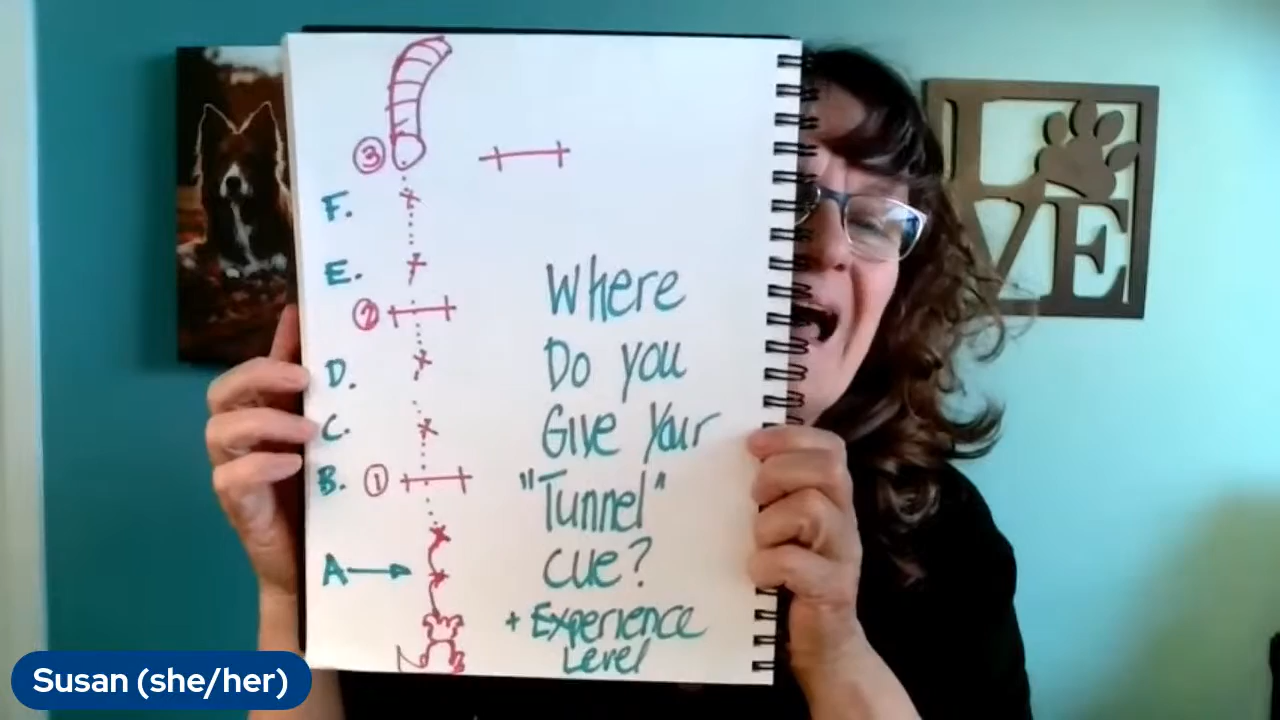 ③
F.
E.
②
D.
C.
B. ①
A
Where
Do you
Give Your
"Tunnel"
cue?
+ Experience
Level
LOVE
Susan (she/her)